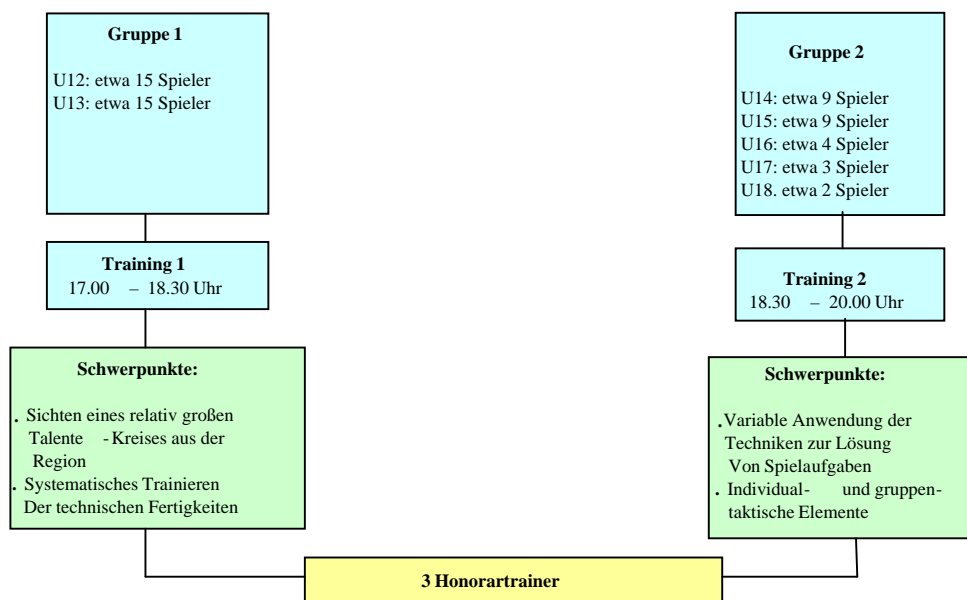 Gruppe 1
U12: etwa 15 Spieler
U13: etwa 15 Spieler
Training 1
17.00 – 18.30 Uhr
Schwerpunkte:
. Sichten eines relativ großen
Talente - Kreises aus der
Region
. Systematisches Trainieren
Der technischen Fertigkeiten
Gruppe 2
U14: etwa 9 Spieler
U15: etwa 9 Spieler
U16: etwa 4 Spieler
U17: etwa 3 Spieler
U18. etwa 2 Spieler
Training 2
18.30 – 20.00 Uhr
Schwerpunkte:
. Variable Anwendung der
Techniken zur Lösung
Von Spielaufgaben
. Individual- und gruppen-
taktische Elemente
3 Honorartrainer